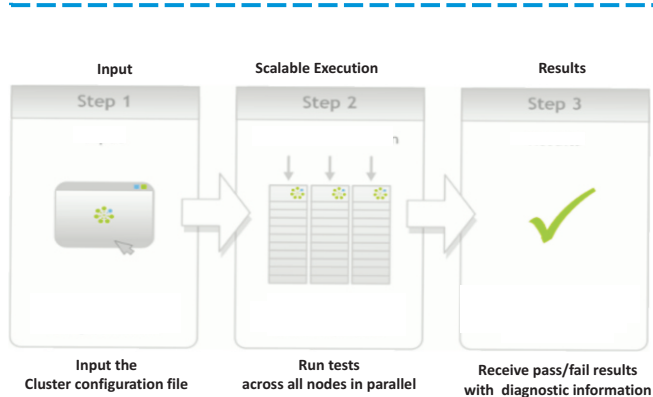 Input
Scalable Execution
Results
Step 1
Step 2
Step 3
Input the
Cluster configuration file
Run tests
across all nodes in parallel
Receive pass/fail results
with diagnostic information